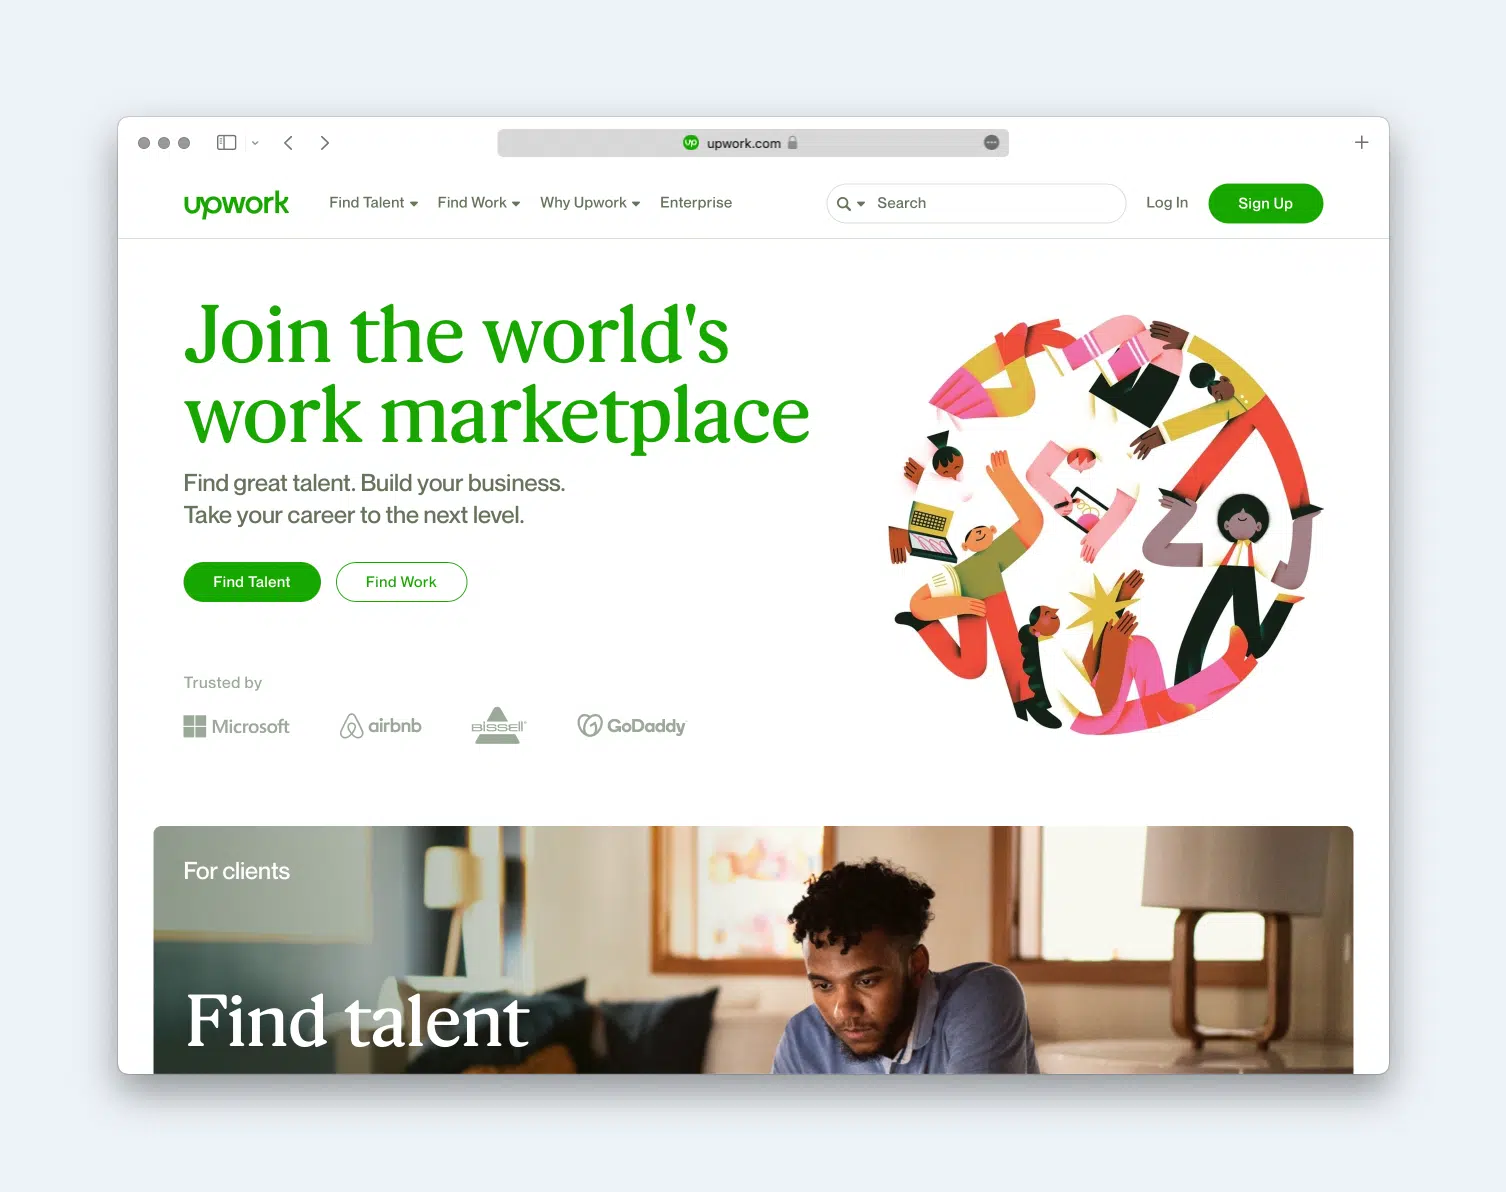 upwork.com
upwork
Find Talent
Find Work
Why Upwork
Enterprise
Search
Log In
Sign Up
Join the world's
work marketplace
Find great talent. Build your business.
Take your career to the next level.
Find Talent
Find Work
Trusted by
Microsoft
airbnb
BISSELL
GoDaddy
For clients
Find talent